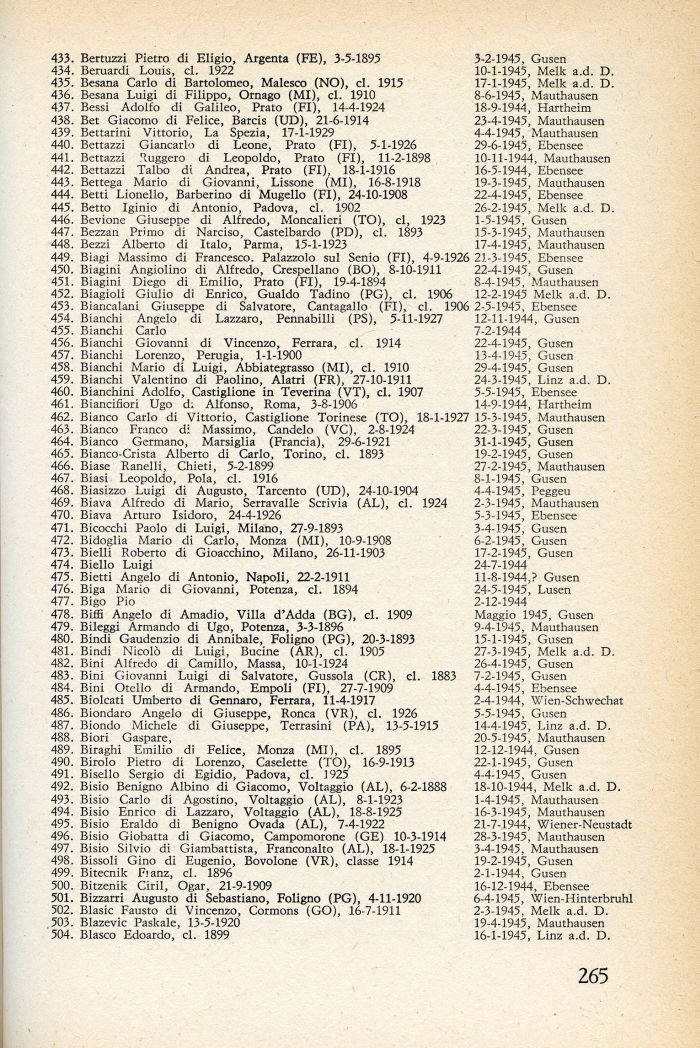 433. Bertuzzi Pietro di Eligio, Argenta (FE), 3-5-1895 3-2-1945, Gusen
434. Beruardi Louis, cl. 1922 10-1-1945, Melk a.d. D.
435. Besana Carlo di Bartolomeo, Malesco (NO), cl. 1915 17-1-1945, Melk a.d. D.
436. Besana Luigi di Filippo, Ornago (MI), cl. 1910 8-6-1945, Mauthausen
437. Bessi Adolfo di Galileo, Prato (FI), 14-4-1924 18-9-1944, Hartheim
438. Bet Giacomo di Felice, Barcis (UD), 21-6-1914 23-4-1945, Mauthausen
439. Bettarini Vittorio, La Spezia, 17-1-1929 4-4-1945, Mauthausen
440. Bettazzi Giancarlo di Leone, Prato (FI), 5-1-1926 29-6-1945, Ebensee
441. Bettazzi Ruggero di Leopoldo, Prato (FI), 11-2-1898 10-11-1944, Mauthausen
442. Bettazzi Talbo di Andrea, Prato (FI), 18-1-1916 16-5-1944, Ebensee
443. Bettega Mario di Giovanni, Lissone (MI), 16-8-1918 19-3-1945, Mauthausen
444. Betti Lionello, Barberino di Mugello (FI), 24-10-1908 22-4-1945, Ebensee
445. Betto Iginio di Antonio, Padova, cl. 1902 26-2-1945, Melk a.d. D.
446. Bevione Giuseppe di Alfredo, Moncalieri (TO), cl, 1923 1-5-1945, Gusen
447. Bezzan Primo di Narciso, Castelbardo (PD), cl. 1893 15-3-1945, Mauthausen
448. Bezzi Alberto di Italo, Parma, 15-1-1923 17-4-1945, Mauthausen
449. Biagi Massimo di Francesco. Palazzolo sul Senio (FI), 4-9-1926 21-3-1945, Ebensee
450. Biagini Angiolino di Alfredo, Crespellano (BO), 8-10-1911 22-4-1945, Gusen
451. Biagini Diego di Emilio, Prato (FI), 19-4-1894 8-4-1945, Mauthausen
452. Biagioli Giulio di Enrico, Gualdo Tadino (PG), cl. 1906 12-2-1945 Melk a.d. D.
453. Biancalani Giuseppe di Salvatore, Cantagallo (FI), cl. 1906 2-5-1945, Ebensee
454. Bianchi Angelo di Lazzaro, Pennabilli (PS), 5-11-1927 12-11-1944, Gusen
455. Bianchi Carlo 7-2-1944
456. Bianchi Giovanni di Vincenzo, Ferrara, cl. 1914 22-4-1945, Gusen
457. Bianchi Lorenzo, Perugia, 1-1-1900 13-4-1945, Gusen
458. Bianchi Mario di Luigi, Abbiategrasso (MI), cl. 1910 29-4-1945, Gusen
459. Bianchi Valentino di Paolino, Alatri (FR), 27-10-1911 24-3-1945, Linz a.d. D.
460. Bianchini Adolfo, Castiglione in Teverina (VT), cl. 1907 5-5-1945, Ebensee
461. Bianciflori Ugo di Alfonso, Roma, 3-8-1906 14-9-1944, Hartheim
462. Bianco Carlo di Vittorio, Castiglione Torinese (TO), 18-1-1927 15-3-1945, Mauthausen
463. Bianco Franco di Massimo, Candelo (VC), 2-8-1924 22-3-1945, Gusen
464. Bianco Germano, Marsiglia (Francia), 29-6-1921 31-1-1945, Gusen
465. Bianco-Crista Alberto di Carlo, Torino, cl. 1893 19-2-1945, Gusen
466. Biase Ranelli, Chieti, 5-2-1899 27-2-1945, Mauthausen
467. Biasi Leopoldo, Pola, cl. 1916 8-1-1945, Gusen
468. Biasizzo Luigi di Augusto, Tarcento (UD), 24-10-1904 4-4-1945, Peggeu
469. Biava Alfredo di Mario, Serravalle Scrivia (AL), cl. 1924 2-3-1945, Mauthausen
470. Biava Arturo Isidoro, 24-4-1926 5-3-1945, Ebensee
471. Bicocchi Paolo di Luigi, Milano, 27-9-1893 3-4-1945, Gusen
472. Bidoglia Mario di Carlo, Monza (MI), 10-9-1908 6-2-1945, Gusen
473. Bielli Roberto di Gioacchino, Milano, 26-11-1903 17-2-1945, Gusen
474. Biello Luigi 24-7-1944
475. Bietti Angelo di Antonio, Napoli, 22-2-1911 11-8-1944,? Gusen
476. Biga Mario di Giovanni, Potenza, cl. 1894 24-5-1945, Lusen
477. Bigo Pio 2-12-1944
478. Biffi Angelo di Amadio, Villa d'Adda (BG), cl. 1909 Maggio 1945, Gusen
479. Bileggi Armando di Ugo, Potenza, 3-3-1896 9-4-1945, Mauthausen
480. Bindi Gaudenzio di Annibale, Foligno (PG), 20-3-1893 15-1-1945, Gusen
481. Bindi Nicolò di Luigi, Bucine (AR), cl. 1905 27-3-1945, Melk a.d. D.
482. Bini Alfredo di Camillo, Massa, 10-1-1924 26-4-1945, Gusen
483. Bini Giovanni Luigi di Salvatore, Gussola (CR), cl. 1883 7-2-1945, Gusen
484. Bini Otello di Armando, Empoli (FI), 27-7-1909 4-4-1945, Ebensee
485. Biolcati Umberto di Gennaro, Ferrara, 11-4-1917 2-4-1944, Wien-Schwechat
486. Biondaro Angelo di Giuseppe, Ronca (VR), cl. 1926 5-5-1945, Gusen
487. Biondo Michele di Giuseppe, Terrasini (PA), 13-5-1915 14-4-1945, Linz a.d. D.
488. Biori Gaspare, 20-5-1945, Mauthausen
489. Biraghi Emilio di Felice, Monza (MI), cl. 1895 12-12-1944, Gusen
490. Birolo Pietro di Lorenzo, Caselette (TO), 16-9-1913 22-1-1945, Gusen
491. Bisello Sergio di Egidio, Padova, cl. 1925 4-4-1945, Gusen
492. Bisio Benigno Albino di Giacomo, Voltaggio (AL), 6-2-1888 18-10-1944, Melk a.d. D.
493. Bisio Carlo di Agostino, Voltaggio (AL), 8-1-1923 1-4-1945, Mauthausen
494. Bisio Enrico di Lazzaro, Voltaggio (AL), 18-8-1925 16-3-1945, Mauthausen
495. Bisio Eraldo di Benigno Ovada (AL), 7-4-1922 21-7-1944, Wiener-Neustadt
496. Bisio Giobatta di Giacomo, Campomonone (GE) 10-3-1914 28-3-1945, Mauthausen
497. Bisio Silvio di Giambattista, Franconalto (AL), 18-1-1925 3-4-1945, Mauthausen
498. Bissoli Gino di Eugenio, Bovolone (VR), classe 1914 19-2-1945, Gusen
499. Bitecnik Franz, cl. 1896 2-1-1944, Gusen
500. Bitzenik Ciril, Ogar, 21-9-1909 16-12-1944, Ebensee
501. Bizzarri Augusto di Sebastiano, Foligno (PG), 4-11-1920 6-4-1945, Wien-Hinterbruhl
502. Blasic Fausto di Vincenzo, Cormons (GO), 16-7-1911 2-3-1945, Melk a.d. D.
503. Blazevic Paskale, 13-5-1920 19-4-1945, Mauthausen
504. Blasco Edoardo, cl. 1899 16-1-1945, Linz a.d. D.
265